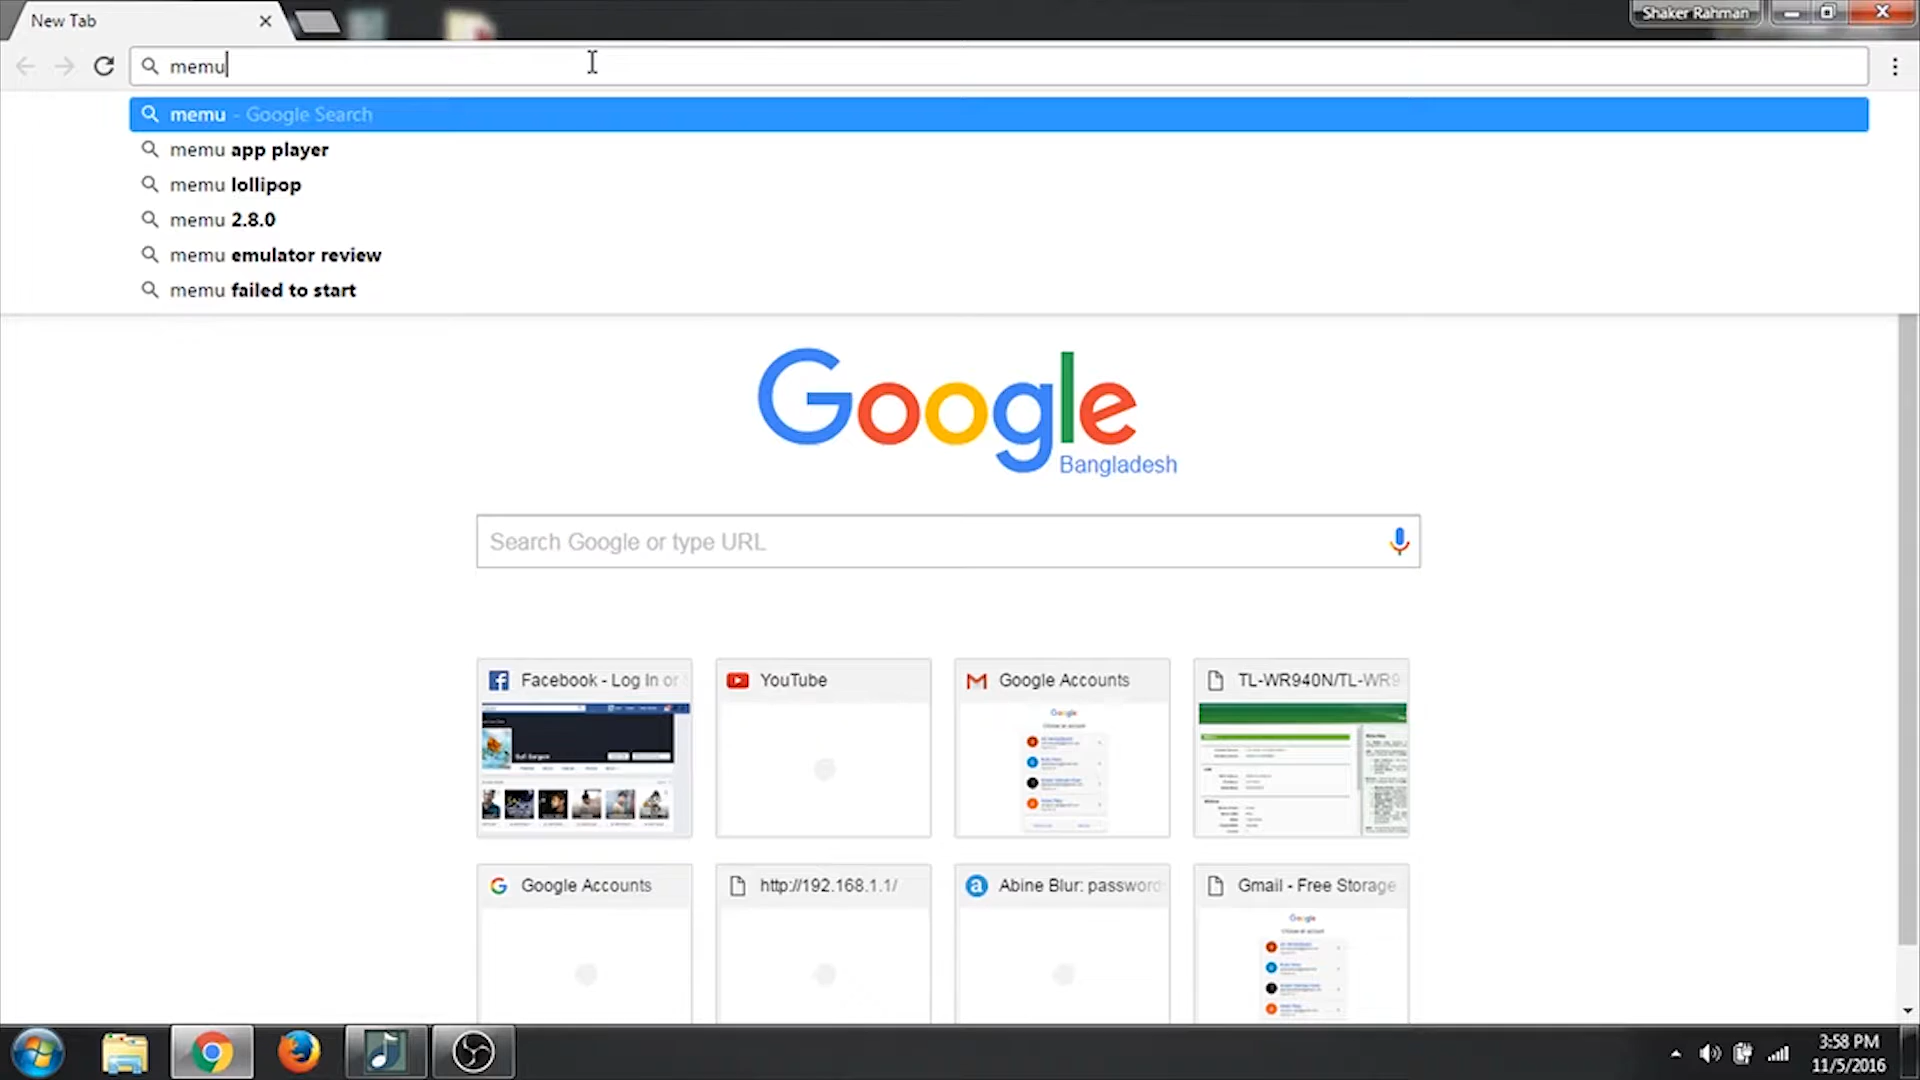 New Tab
Shaker Rahman
memu
memu - Google Search
memu app player
memu lollipop
memu 2.8.0
memu emulator review
memu failed to start
Google
Bangladesh
Search Google or type URL
Facebook - Log In or
YouTube
Google Accounts
TL-WR940N/TL-WR9
Google Accounts
http://192.168.1.1/
Abine Blur: password
Gmail - Free Storage
3:58 PM
11/5/2016